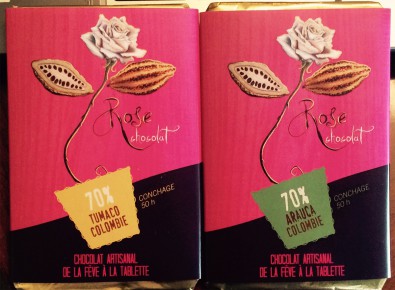 Rose
chocolat
70%
TUMACO
COLOMBIE
CONCHAGE
50 h
CHOCOLAT ARTISANAL
DE LA FÈVE À LA TABLETTE
Rose
chocolat
70%
ARAUCA
COLOMBIE
CONCHAGE
50 h
CHOCOLAT ARTISANAL
DE LA FÈVE À LA TABLETTE